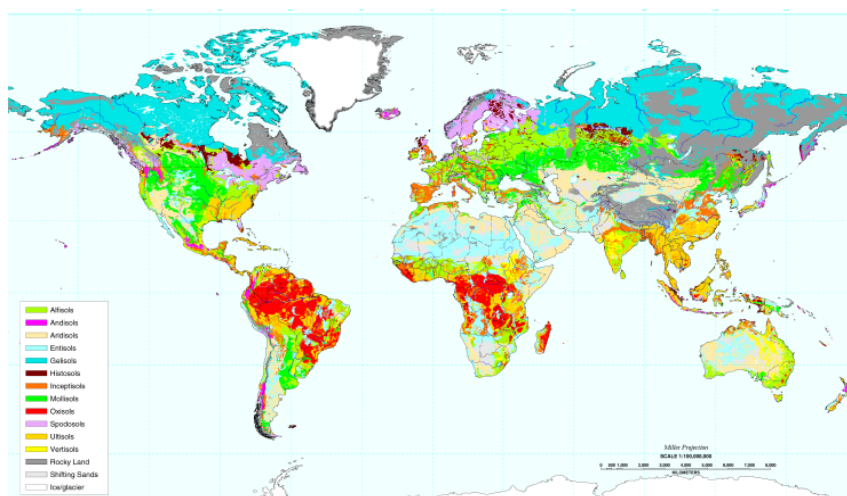 Alfisols
Andisols
Aridisols
Entisols
Gelisols
Histosols
Inceptisols
Mollisols
Oxisols
Spodosols
Ultisols
Vertisols
Rocky Land
Shifting Sands
Ice/glacier
Miller Projection
SCALE 1:100,000,000
KILOMETERS